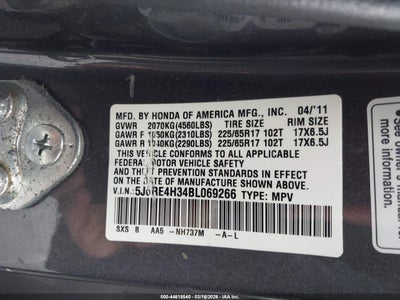 MFD. BY HONDA OF AMERICA MFG., INC. 04/'11
GVWR 2070KG(4560LBS) TIRE SIZE RIM SIZE
GAWR F 1050KG(2310LBS) 225/65R17 102T 17X6.5J
GAWR R 1040KG(2290LBS) 225/65R17 102T 17X6.5J
THIS VEHICLE CONFORMS TO ALL APPLICABLE
FEDERAL MOTOR VEHICLE SAFETY
AND THEFT PREVENTION STANDARDS IN EFFECT ON
THE DATE OF MANUFACTURE SHOWN ABOVE.
V.I.N.: 5J6RE4H34BL069266 TYPE: MPV
SXS B AA5 -NH737M -A-L
IAA 44618540 | 03/18/2026 | CST